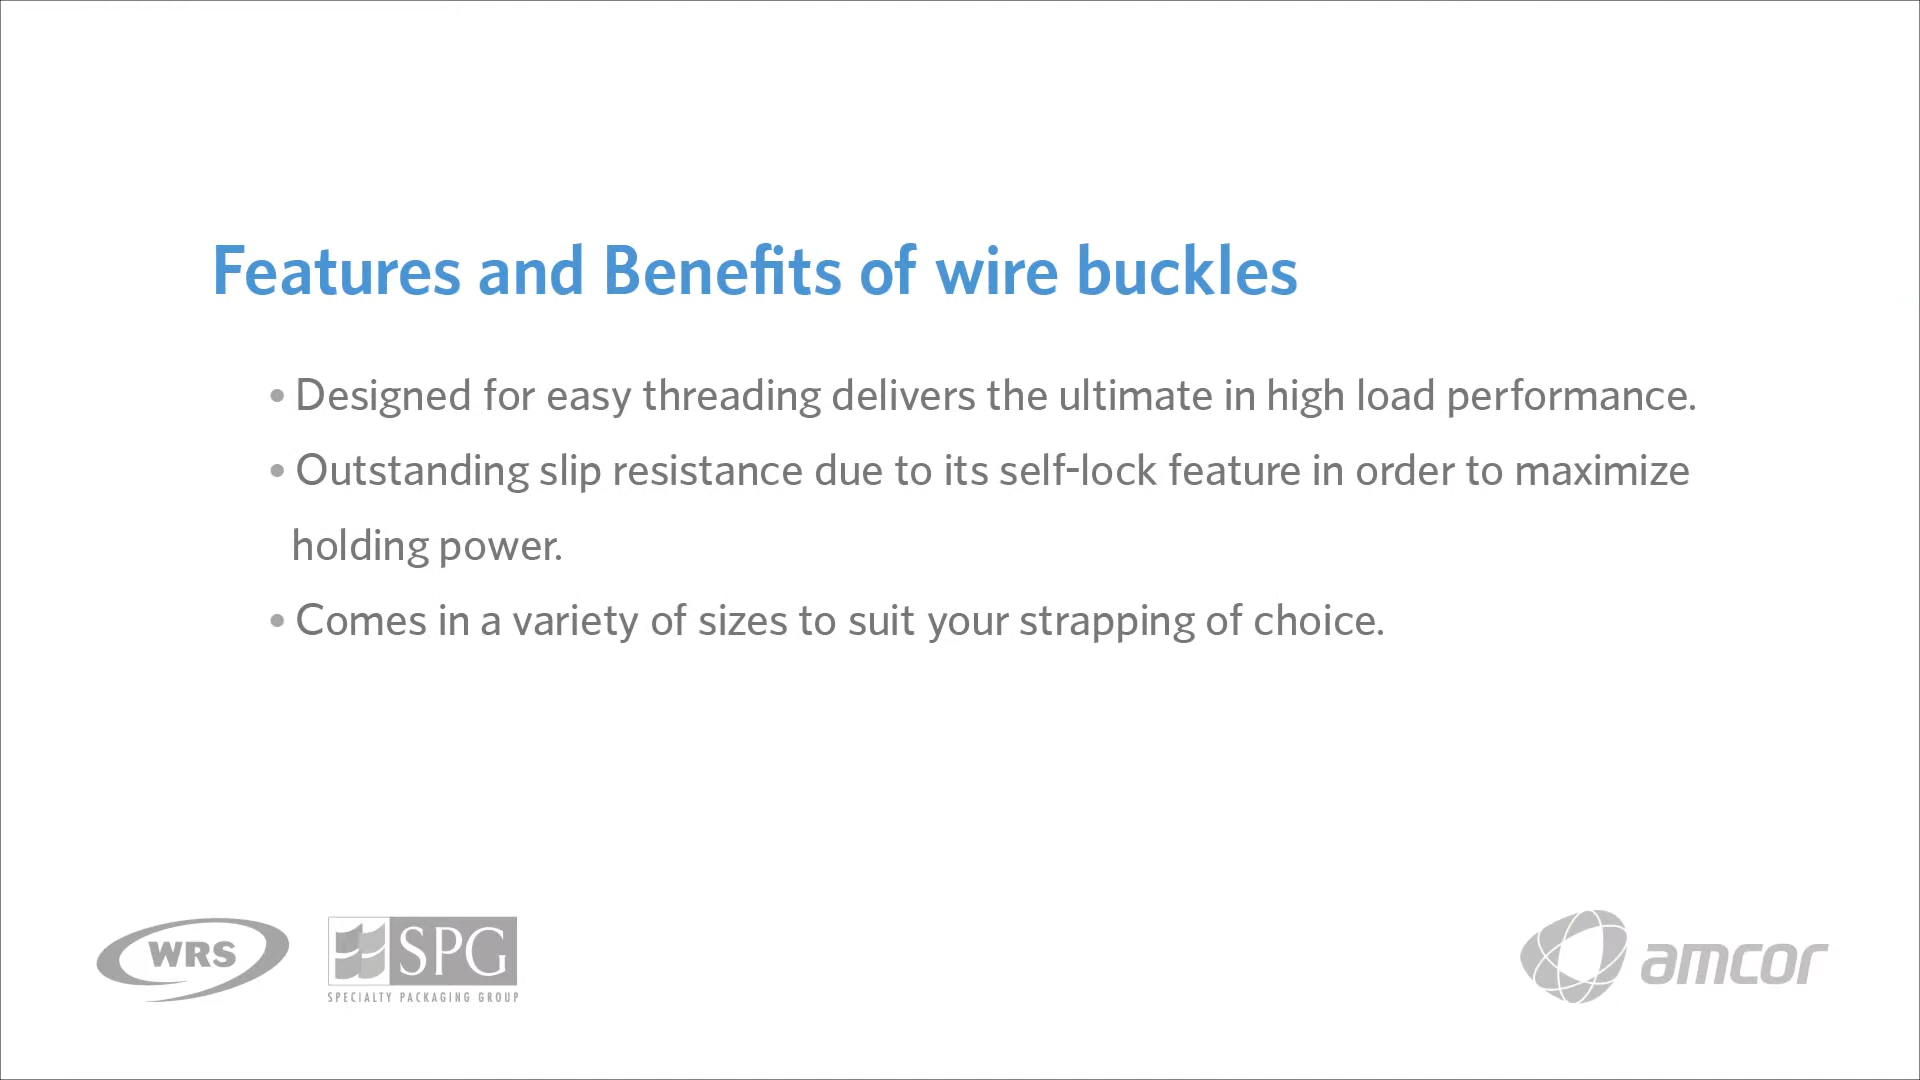 Features and Benefits of wire buckles
• Designed for easy threading delivers the ultimate in high load performance.
• Outstanding slip resistance due to its self-lock feature in order to maximize
holding power.
• Comes in a variety of sizes to suit your strapping of choice.
WRS
SPG
SPECIALTY PACKAGING GROUP
amcor